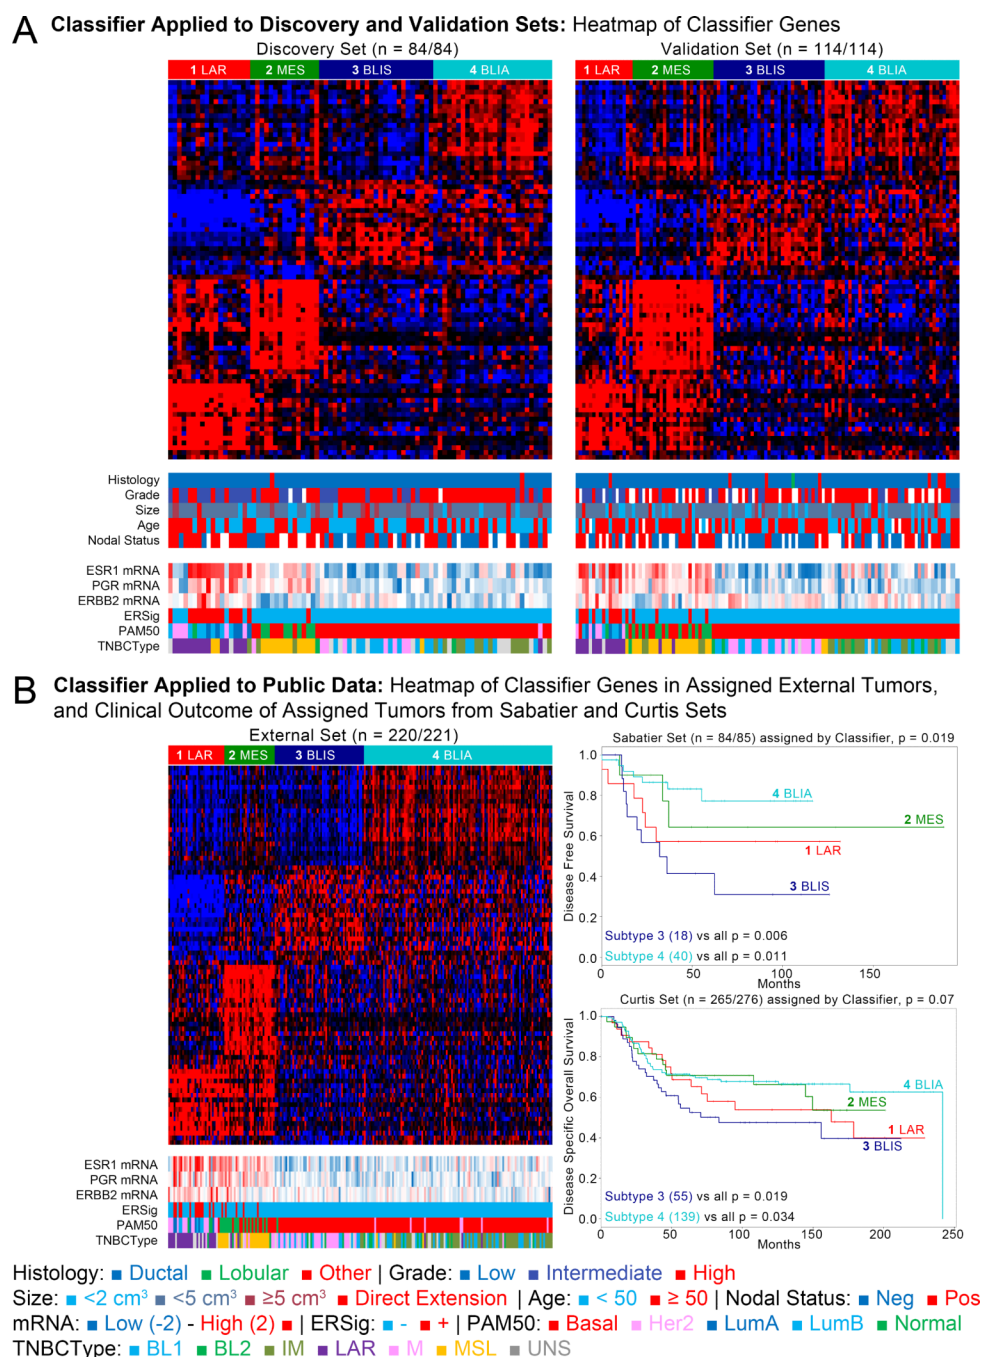 A Classifier Applied to Discovery and Validation Sets: Heatmap of Classifier Genes
Discovery Set (n = 84/84)
Validation Set (n = 114/114)
1 LAR 2 MES 3 BLIS 4 BLIA
1 LAR 2 MES 3 BLIS 4 BLIA
Histology
Grade
Size
Age
Nodal Status
ESR1 mRNA
PGR mRNA
ERBB2 mRNA
ERSig
PAM50
TNBCType
B Classifier Applied to Public Data: Heatmap of Classifier Genes in Assigned External Tumors,
and Clinical Outcome of Assigned Tumors from Sabatier and Curtis Sets
External Set (n = 220/221)
1 LAR 2 MES 3 BLIS 4 BLIA
ESR1 mRNA
PGR mRNA
ERBB2 mRNA
ERSig
PAM50
TNBCType
Sabatier Set (n = 84/85) assigned by Classifier, p = 0.019
Disease Free Survival
1.0
0.8
0.6
0.4
0.2
0.0
4 BLIA
2 MES
1 LAR
3 BLIS
Subtype 3 (18) vs all p = 0.006
Subtype 4 (40) vs all p = 0.011
0 50 100 150
Months
Curtis Set (n = 265/276) assigned by Classifier, p = 0.07
Disease Specific Overall Survival
1.0
0.8
0.6
0.4
0.2
0.0
4 BLIA
2 MES
1 LAR
3 BLIS
Subtype 3 (55) vs all p = 0.019
Subtype 4 (139) vs all p = 0.034
0 50 100 150 200 250
Months
Histology: ■ Ductal ■ Lobular ■ Other | Grade: ■ Low ■ Intermediate ■ High
Size: ■ <2 cm³ ■ <5 cm³ ■ ≥5 cm³ ■ Direct Extension | Age: ■ < 50 ■ ≥ 50 | Nodal Status: ■ Neg ■ Pos
mRNA: ■ Low (-2) - High (2) ■ | ERSig: ■ - ■ + | PAM50: ■ Basal ■ Her2 ■ LumA ■ LumB ■ Normal
TNBCType: ■ BL1 ■ BL2 ■ IM ■ LAR ■ M ■ MSL ■ UNS